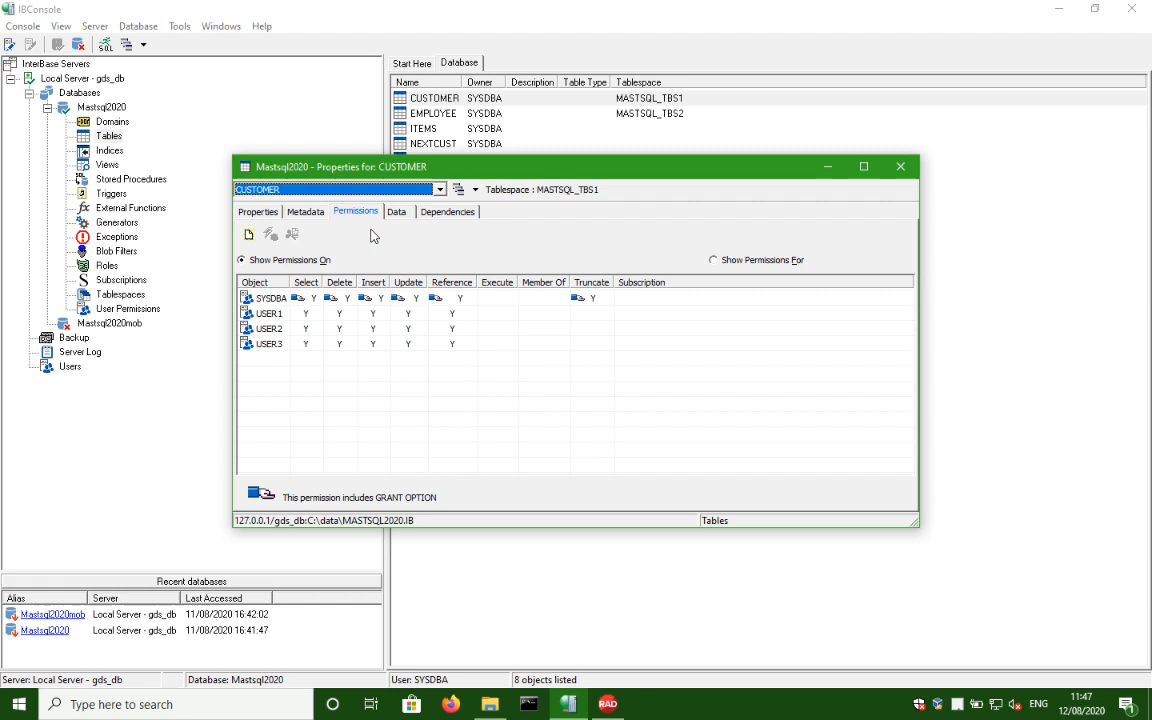 IBConsole
Console View Server Database Tools Windows Help
SQL
InterBase Servers
Local Server - gds_db
Databases
Mastsql2020
Domains
Tables
Indices
Views
Stored Procedures
Triggers
External Functions
Generators
Exceptions
Blob Filters
Roles
Subscriptions
Tablespaces
User Permissions
Mastsql2020mob
Backup
Server Log
Users
Start Here Database
Name Owner Description Table Type Tablespace
CUSTOMER SYSDBA MASTSQL_TBS1
EMPLOYEE SYSDBA MASTSQL_TBS2
ITEMS SYSDBA
NEXTCUST SYSDBA
Mastsql2020 - Properties for: CUSTOMER
CUSTOMER Tablespace : MASTSQL_TBS1
Properties Metadata Permissions Data Dependencies
Show Permissions On Show Permissions For
Object Select Delete Insert Update Reference Execute Member Of Truncate Subscription
SYSDBA Y Y Y Y Y Y
USER1 Y Y Y Y Y
USER2 Y Y Y Y Y
USER3 Y Y Y Y Y
This permission includes GRANT OPTION
127.0.0.1/gds_db:C:\data\MASTSQL2020.IB Tables
Recent databases
Alias Server Last Accessed
Mastsql2020mob Local Server - gds_db 11/08/2020 16:42:02
Mastsql2020 Local Server - gds_db 11/08/2020 16:41:47
Server: Local Server - gds_db Database: Mastsql2020 User: SYSDBA 8 objects listed
Type here to search
RAD
ENG
11:47
12/08/2020
1